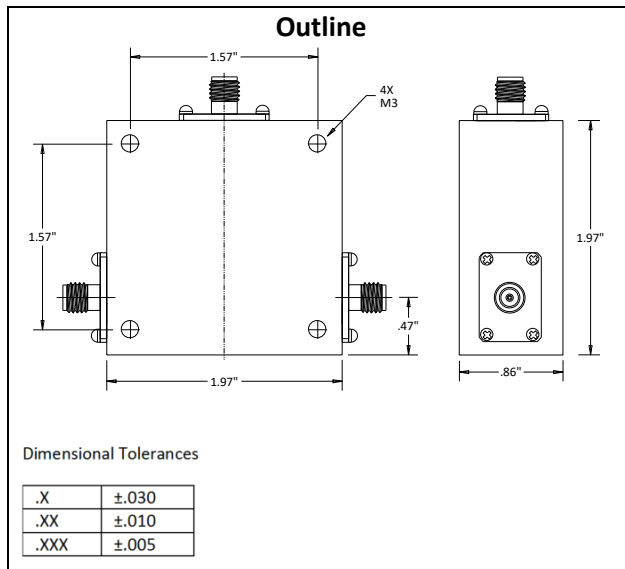 Outline
1.57"
4X
M3
1.57"
1.97"
.47"
1.97"
.86"
Dimensional Tolerances
.X ±.030
.XX ±.010
.XXX ±.005